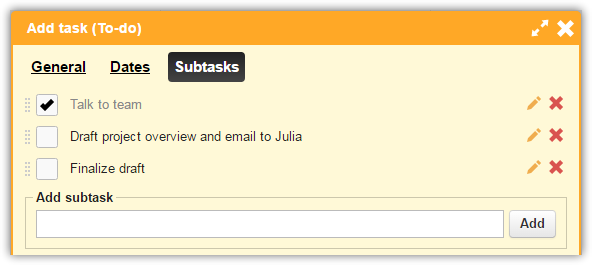 Add task (To-do)
General Dates Subtasks
Talk to team
Draft project overview and email to Julia
Finalize draft
Add subtask
Add